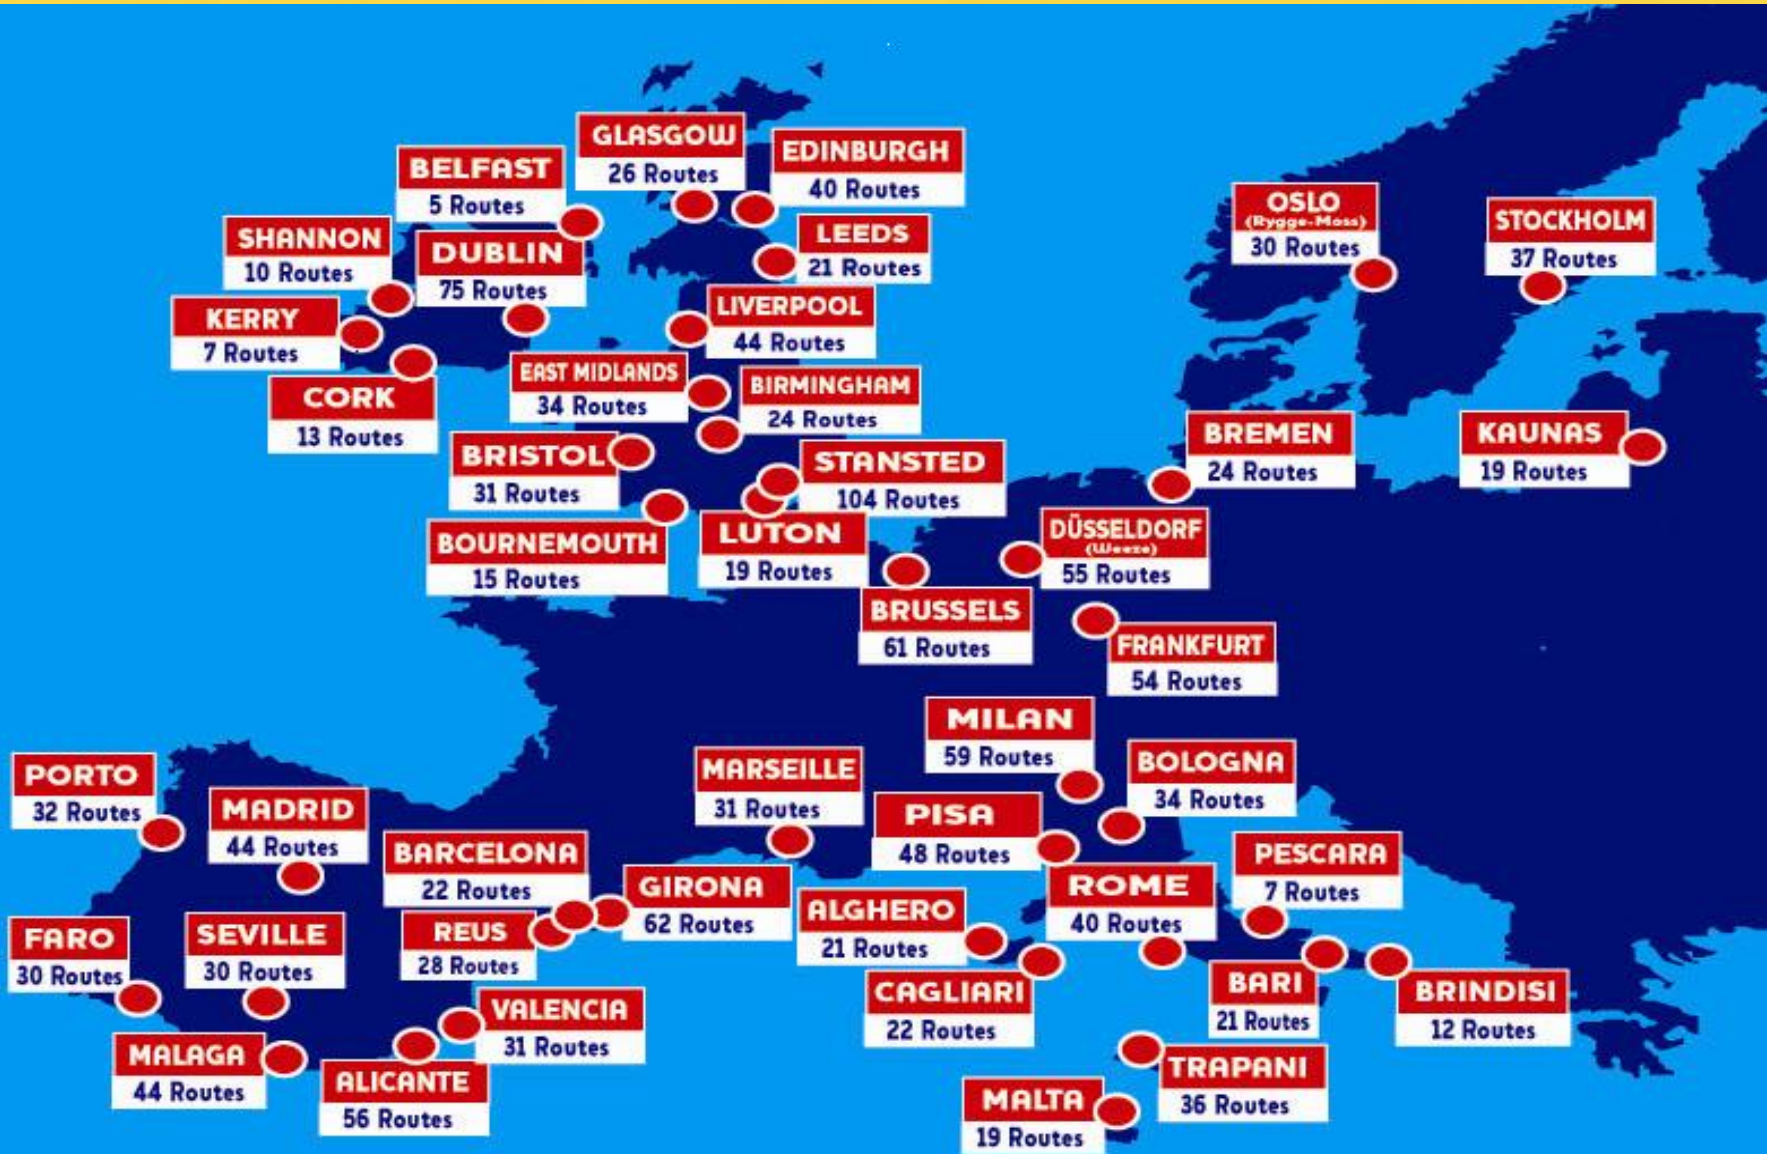 GLASGOW
26 Routes
EDINBURGH
40 Routes
BELFAST
5 Routes
OSLO
(Rygge-Moss)
30 Routes
STOCKHOLM
37 Routes
SHANNON
10 Routes
DUBLIN
75 Routes
LEEDS
21 Routes
KERRY
7 Routes
LIVERPOOL
44 Routes
CORK
13 Routes
EAST MIDLANDS
34 Routes
BIRMINGHAM
24 Routes
BREMEN
24 Routes
KAUNAS
19 Routes
BRISTOL
31 Routes
STANSTED
104 Routes
BOURNEMOUTH
15 Routes
LUTON
19 Routes
DÜSSELDORF
(Weeze)
55 Routes
BRUSSELS
61 Routes
FRANKFURT
54 Routes
MILAN
59 Routes
BOLOGNA
34 Routes
PORTO
32 Routes
MADRID
44 Routes
MARSEILLE
31 Routes
PISA
48 Routes
BARCELONA
22 Routes
GIRONA
62 Routes
ROME
40 Routes
PESCARA
7 Routes
FARO
30 Routes
SEVILLE
30 Routes
REUS
28 Routes
ALGHERO
21 Routes
CAGLIARI
22 Routes
BARI
21 Routes
BRINDISI
12 Routes
VALENCIA
31 Routes
MALAGA
44 Routes
ALICANTE
56 Routes
TRAPANI
36 Routes
MALTA
19 Routes